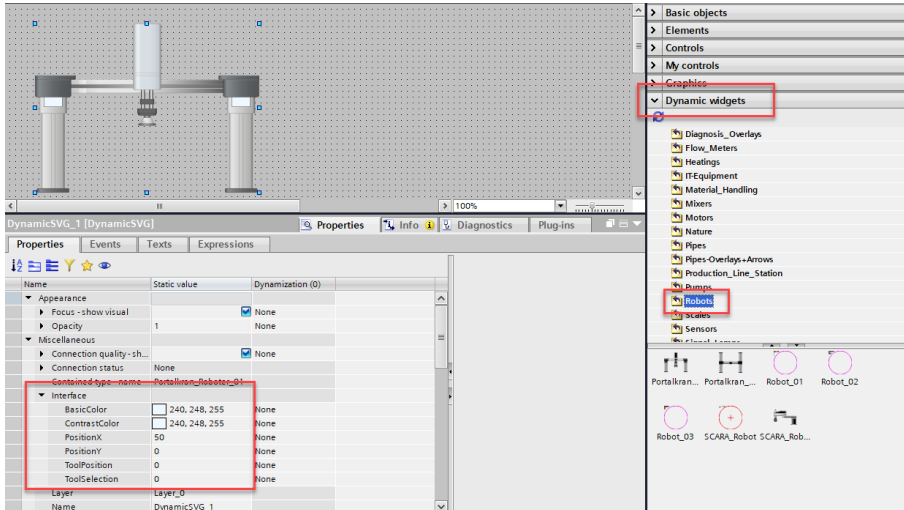 Basic objects
Elements
Controls
My controls
Graphics
Dynamic widgets
Diagnosis_Overlays
Flow_Meters
Heatings
IT-Equipment
Material_Handling
Mixers
Motors
Nature
Pipes
Pipes-Overlays+Arrows
Production_Line_Station
Pumps
Robots
Scales
Sensors
Signal_Lamps
Portalkran... Portalkran_... Robot_01 Robot_02
Robot_03 SCARA_Robot SCARA_Rob...
100%
DynamicSVG_1 [DynamicSVG]
Properties Info Diagnostics Plug-ins
Properties Events Texts Expressions
Name Static value Dynamization (0)
Appearance
Focus - show visual None
Opacity 1 None
Miscellaneous
Connection quality - sh... None
Connection status None
Contained type - name Portalkran_Roboter_01
Interface
BasicColor 240, 248, 255 None
ContrastColor 240, 248, 255 None
PositionX 50 None
PositionY 0 None
ToolPosition 0 None
ToolSelection 0 None
Layer Layer_0
Name DynamicSVG_1